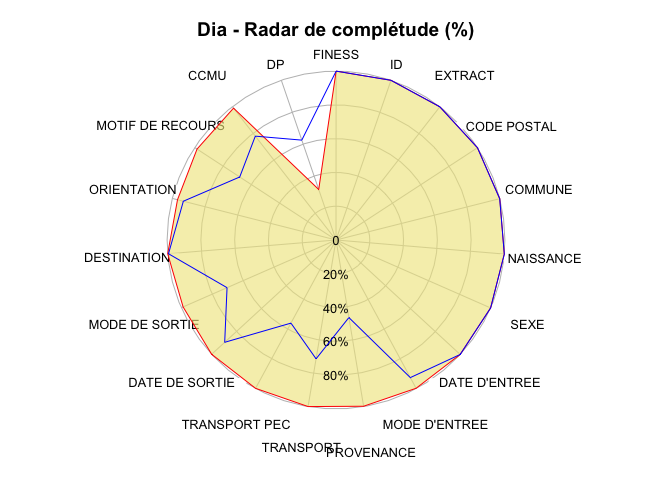 Dia - Radar de complétude (%)
FINESS
ID
EXTRACT
CODE POSTAL
COMMUNE
NAISSANCE
SEXE
DATE D'ENTREE
MODE D'ENTREE
PROVENANCE
TRANSPORT
TRANSPORT PEC
DATE DE SORTIE
MODE DE SORTIE
DESTINATION
ORIENTATION
MOTIF DE RECOURS
CCMU
DP
0
20%
40%
60%
80%